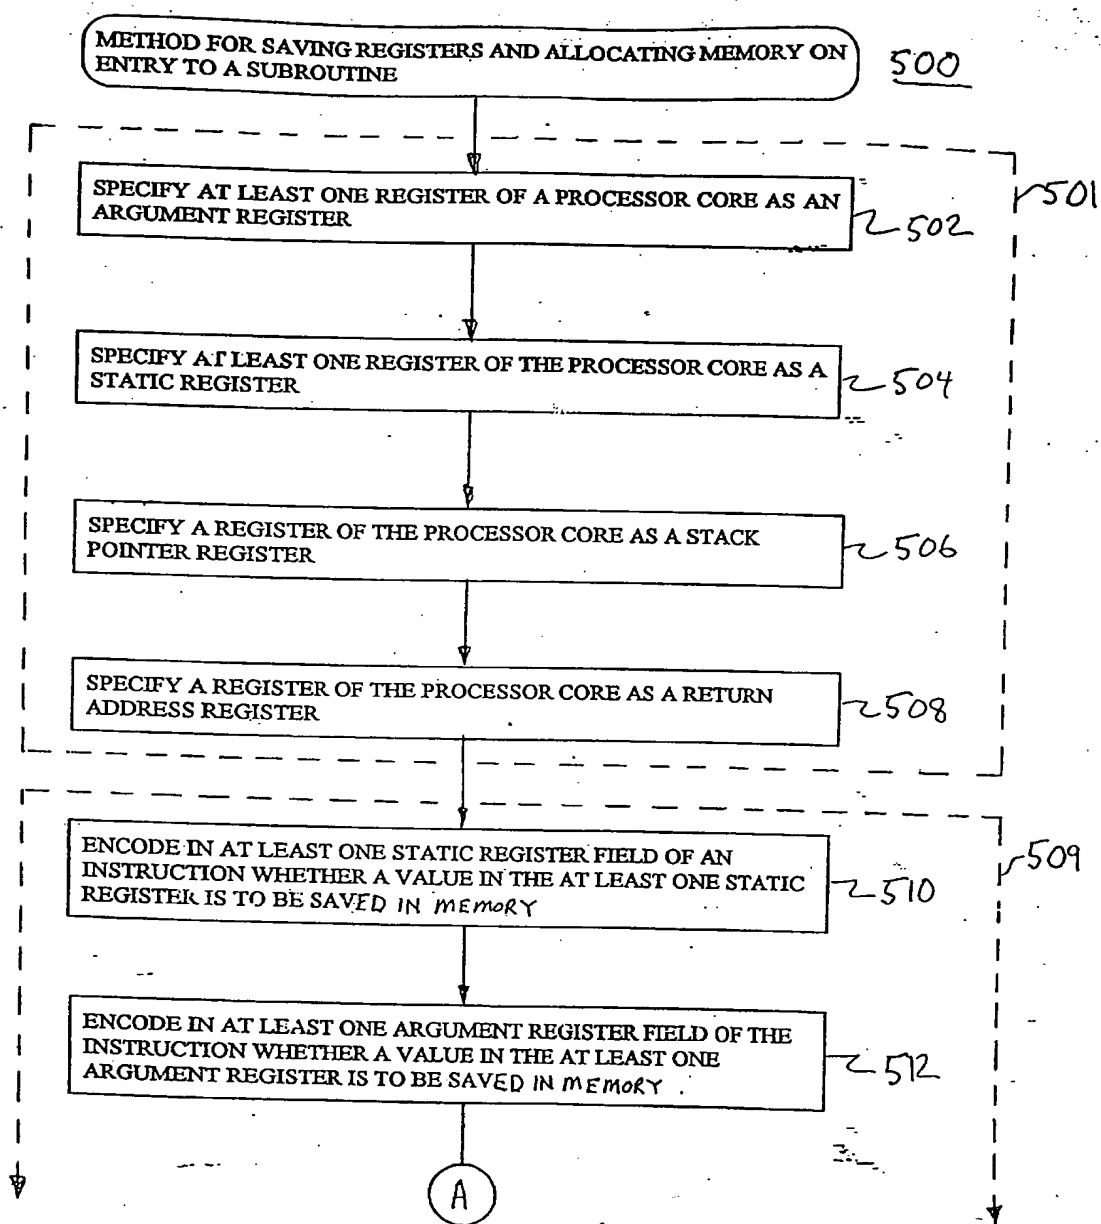 METHOD FOR SAVING REGISTERS AND ALLOCATING MEMORY ON
ENTRY TO A SUBROUTINE
500
501
SPECIFY AT LEAST ONE REGISTER OF A PROCESSOR CORE AS AN
ARGUMENT REGISTER
502
SPECIFY AT LEAST ONE REGISTER OF THE PROCESSOR CORE AS A
STATIC REGISTER
504
SPECIFY A REGISTER OF THE PROCESSOR CORE AS A STACK
POINTER REGISTER
506
SPECIFY A REGISTER OF THE PROCESSOR CORE AS A RETURN
ADDRESS REGISTER
508
509
ENCODE IN AT LEAST ONE STATIC REGISTER FIELD OF AN
INSTRUCTION WHETHER A VALUE IN THE AT LEAST ONE STATIC
REGISTER IS TO BE SAVED IN MEMORY
510
ENCODE IN AT LEAST ONE ARGUMENT REGISTER FIELD OF THE
INSTRUCTION WHETHER A VALUE IN THE AT LEAST ONE
ARGUMENT REGISTER IS TO BE SAVED IN MEMORY .
512
A